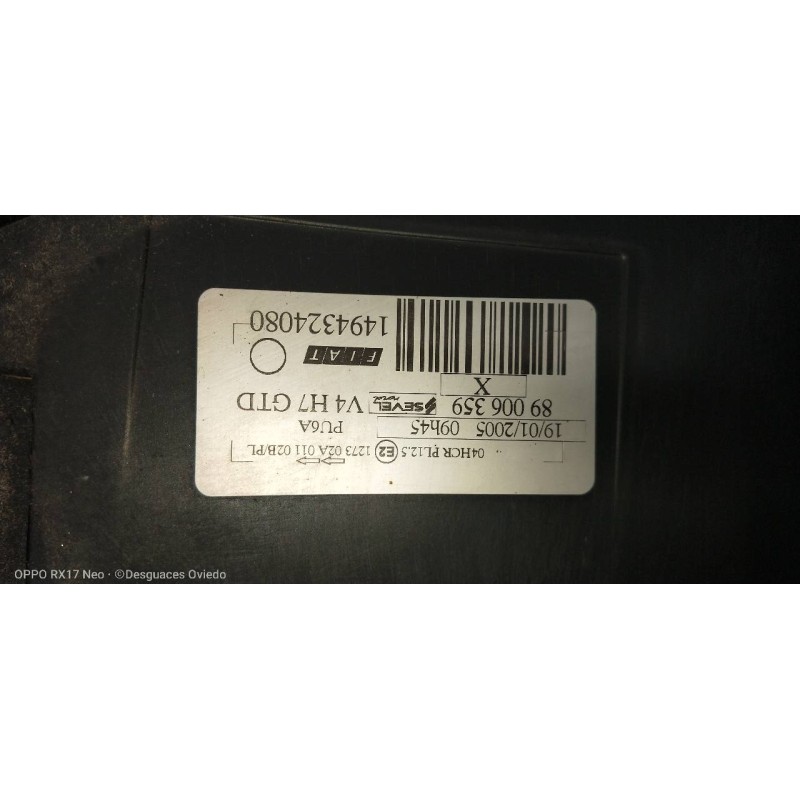 04HCR PL12.5 E2 1273 02A 011 02B/PL
19/01/2005 09h45 PU6A
89 006 359 SEVEL V4 H7 GTD
X
FIAT
1494324080
OPPO RX17 Neo · ©Desguaces Oviedo